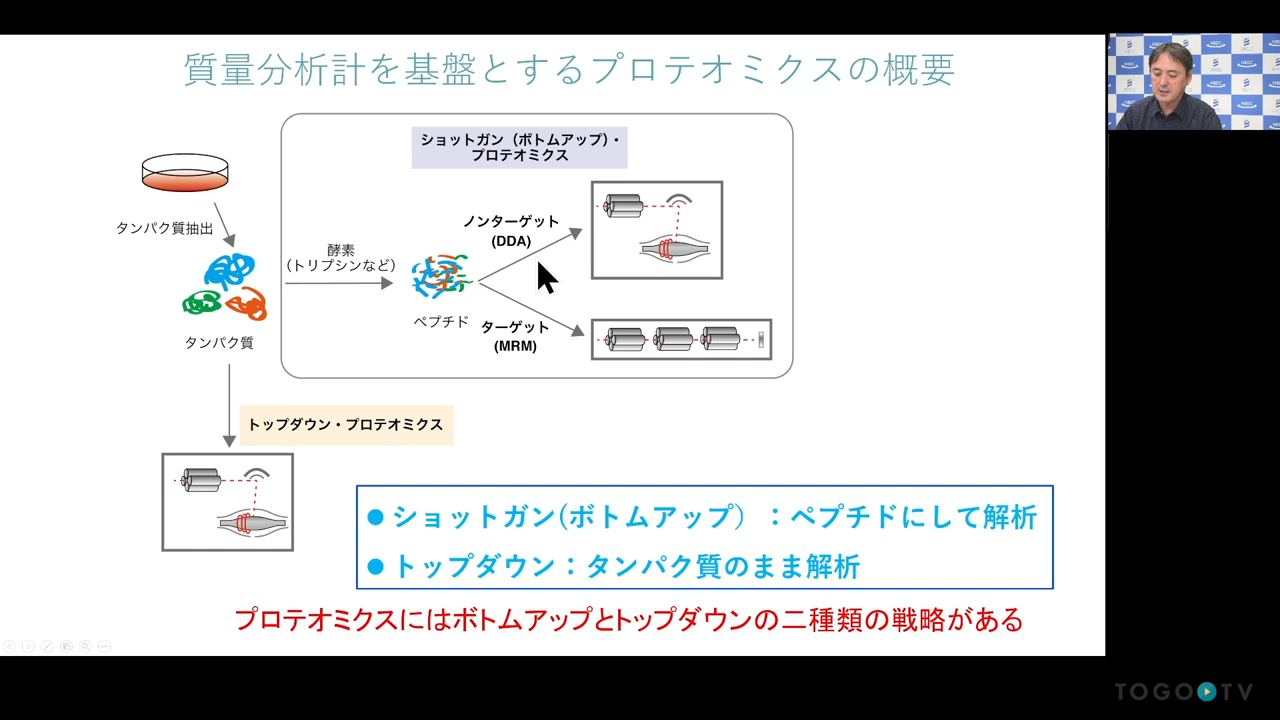 質量分析計を基盤とするプロテオミクスの概要
ショットガン（ボトムアップ）・
プロテオミクス
タンパク質抽出
酵素
（トリプシンなど）
ノンターゲット
(DDA)
ペプチド
ターゲット
(MRM)
タンパク質
トップダウン・プロテオミクス
● ショットガン(ボトムアップ）：ペプチドにして解析
● トップダウン：タンパク質のまま解析
プロテオミクスにはボトムアップとトップダウンの二種類の戦略がある
TOGO TV